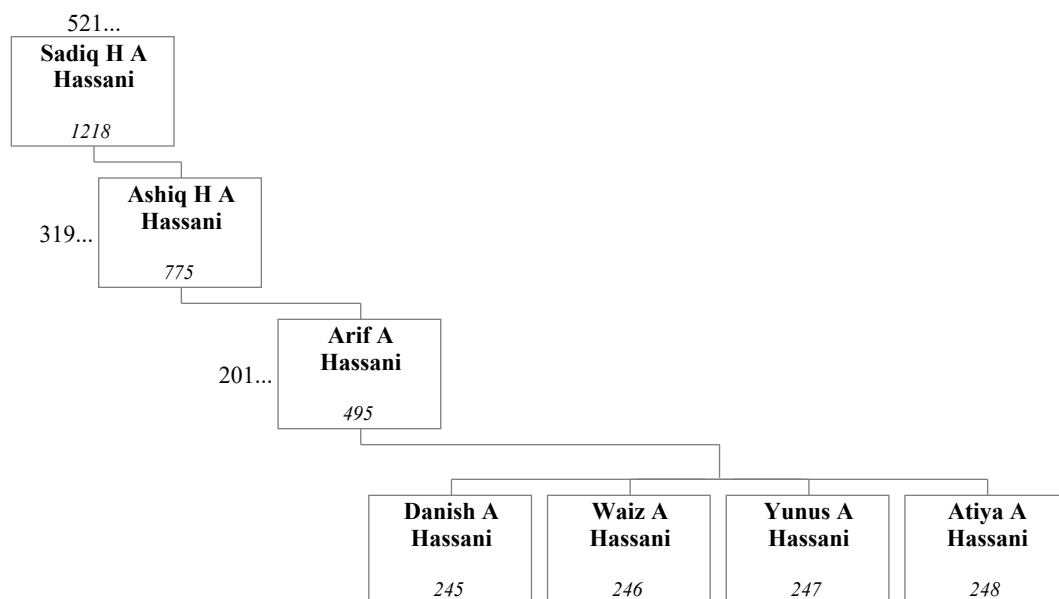 521...
Sadiq H A
Hassani
1218
Ashiq H A
Hassani
319...
775
Arif A
Hassani
201...
495
Danish A
Hassani
245
Waiz A
Hassani
246
Yunus A
Hassani
247
Atiya A
Hassani
248